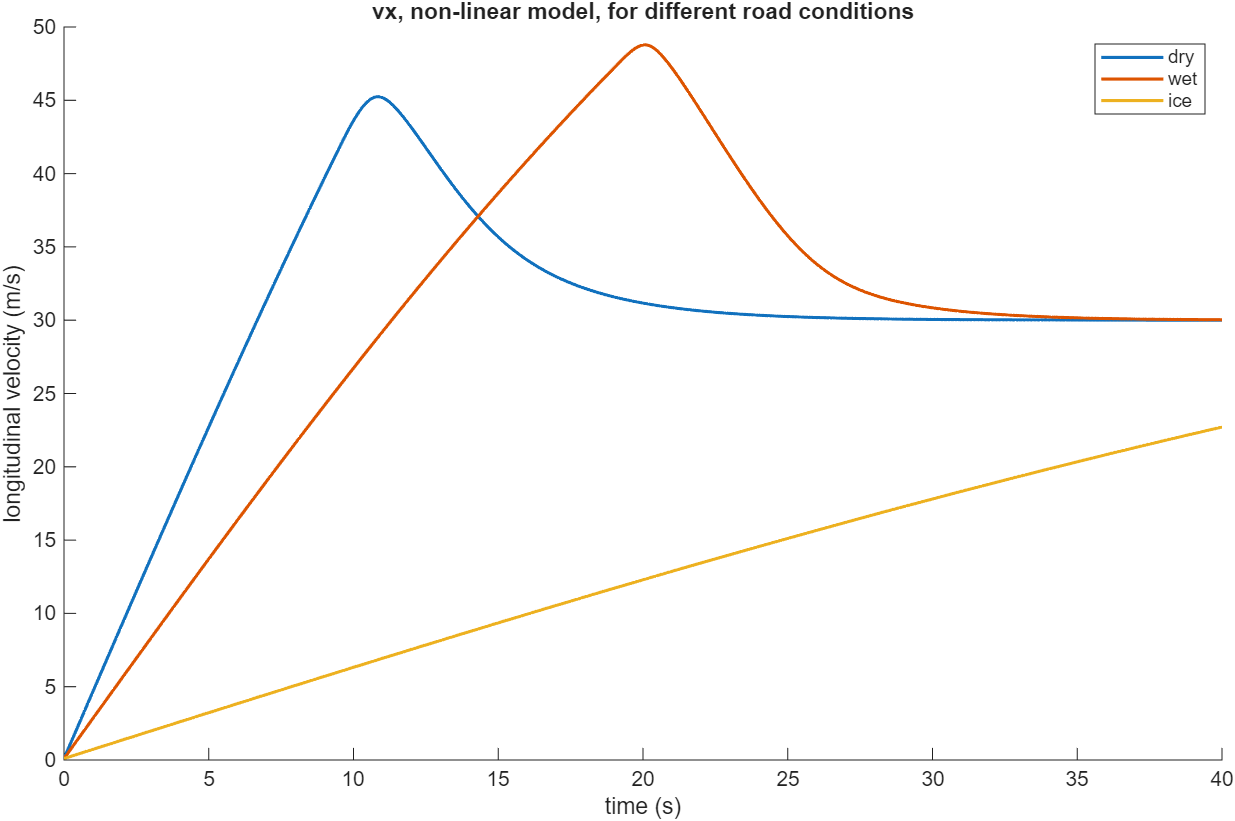 vx, non-linear model, for different road conditions
50
45
40
35
30
25
20
15
10
5
0
longitudinal velocity (m/s)
dry
wet
ice
0 5 10 15 20 25 30 35 40
time (s)